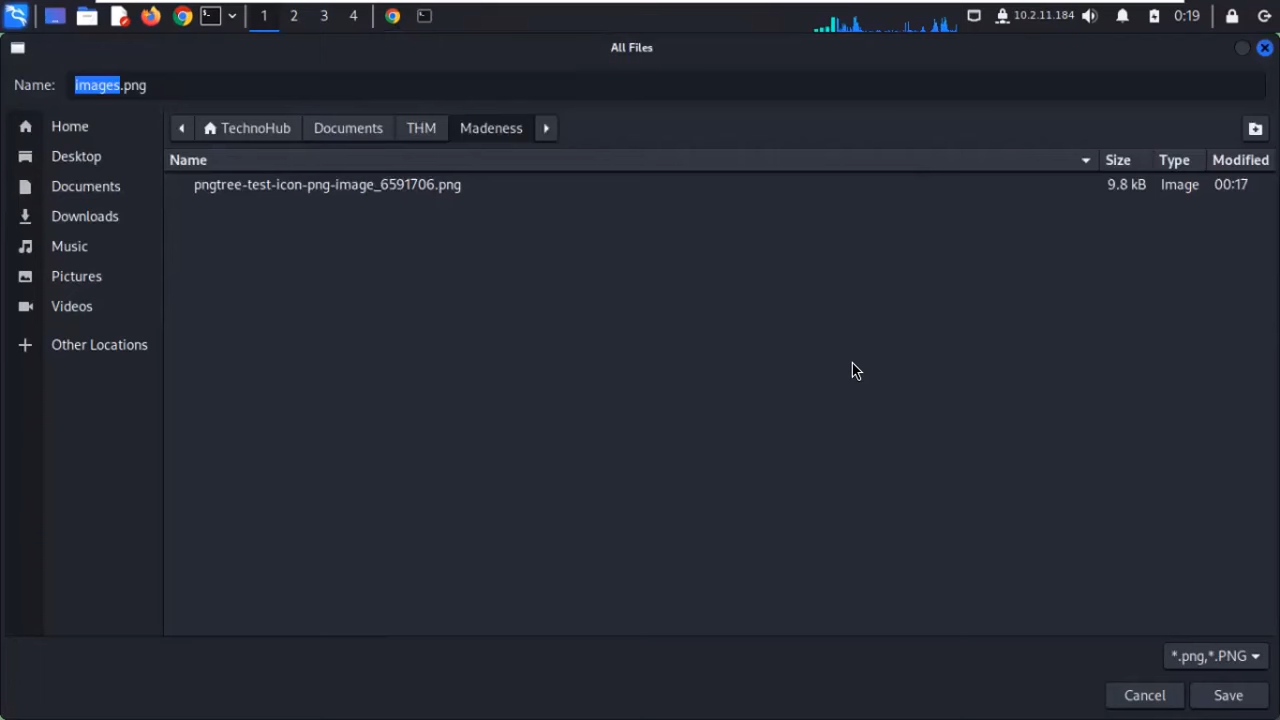 1 2 3 4 10.2.11.184 0:19
All Files
Name: images.png
Home
Desktop
Documents
Downloads
Music
Pictures
Videos
Other Locations
TechnoHub Documents THM Madeness
Name Size Type Modified
pngtree-test-icon-png-image_6591706.png 9.8 kB Image 00:17
*.png,*.PNG
Cancel Save